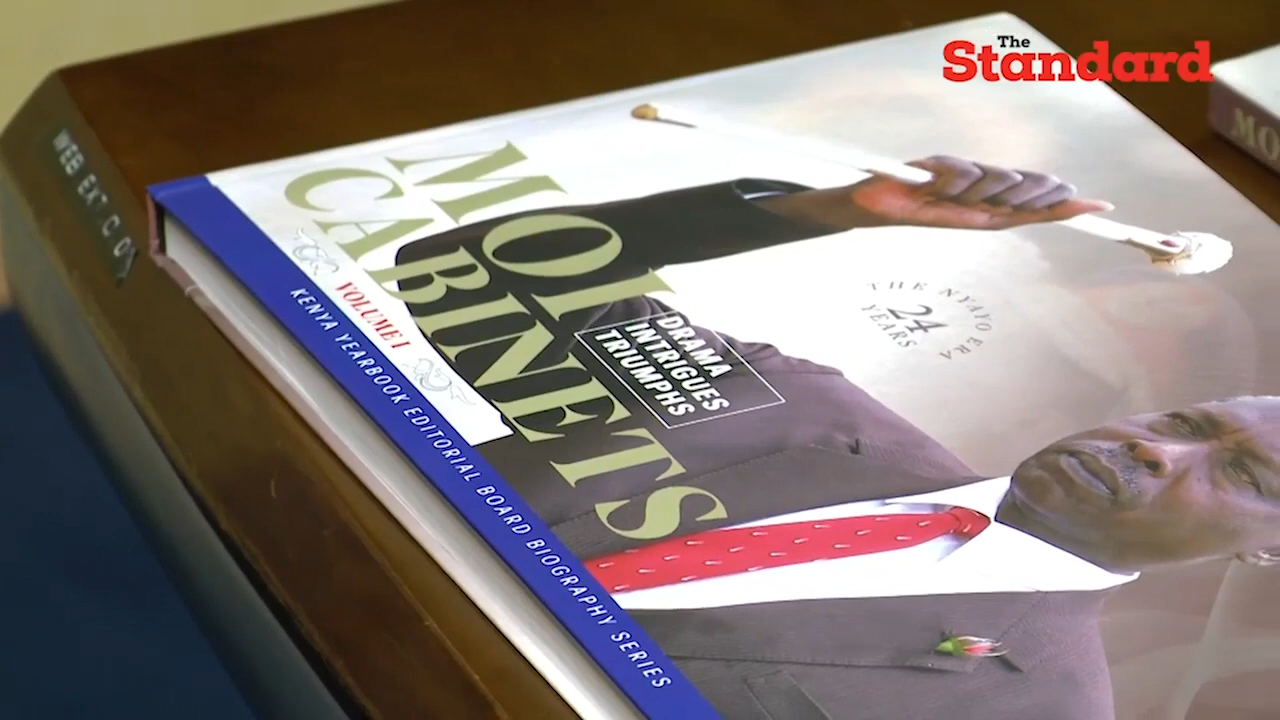 The
Standard
MOI
CABINETS
VOLUME I
DRAMA
INTRIGUES
TRIUMPHS
THE NYAYO ERA
24
YEARS
KENYA YEARBOOK EDITORIAL BOARD BIOGRAPHY SERIES
MO